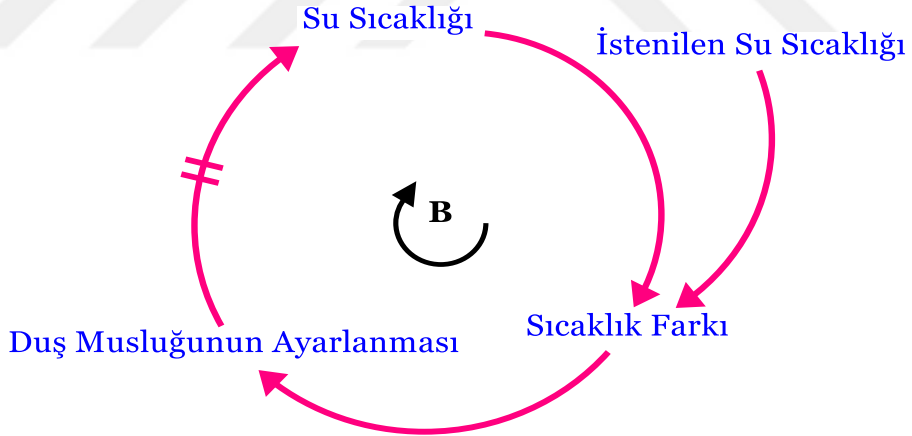 Su Sıcaklığı
İstenilen Su Sıcaklığı
B
Sıcaklık Farkı
Duş Musluğunun Ayarlanması